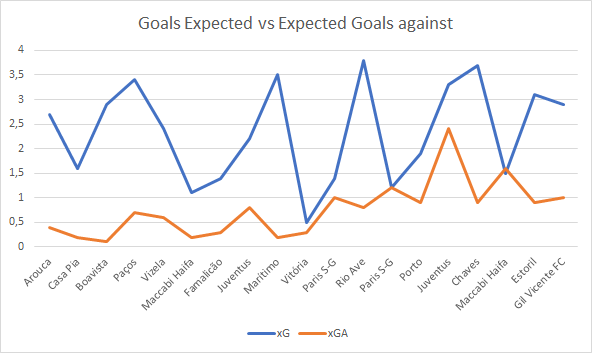 Goals Expected vs Expected Goals against
4
3,5
3
2,5
2
1,5
1
0,5
0
Arouca
Casa Pia
Boavista
Paços
Vizela
Maccabi Haifa
Famalicão
Juventus
Marítimo
Vitória
Paris S-G
Rio Ave
Paris S-G
Porto
Juventus
Chaves
Maccabi Haifa
Estoril
Gil Vicente FC
xG
xGA